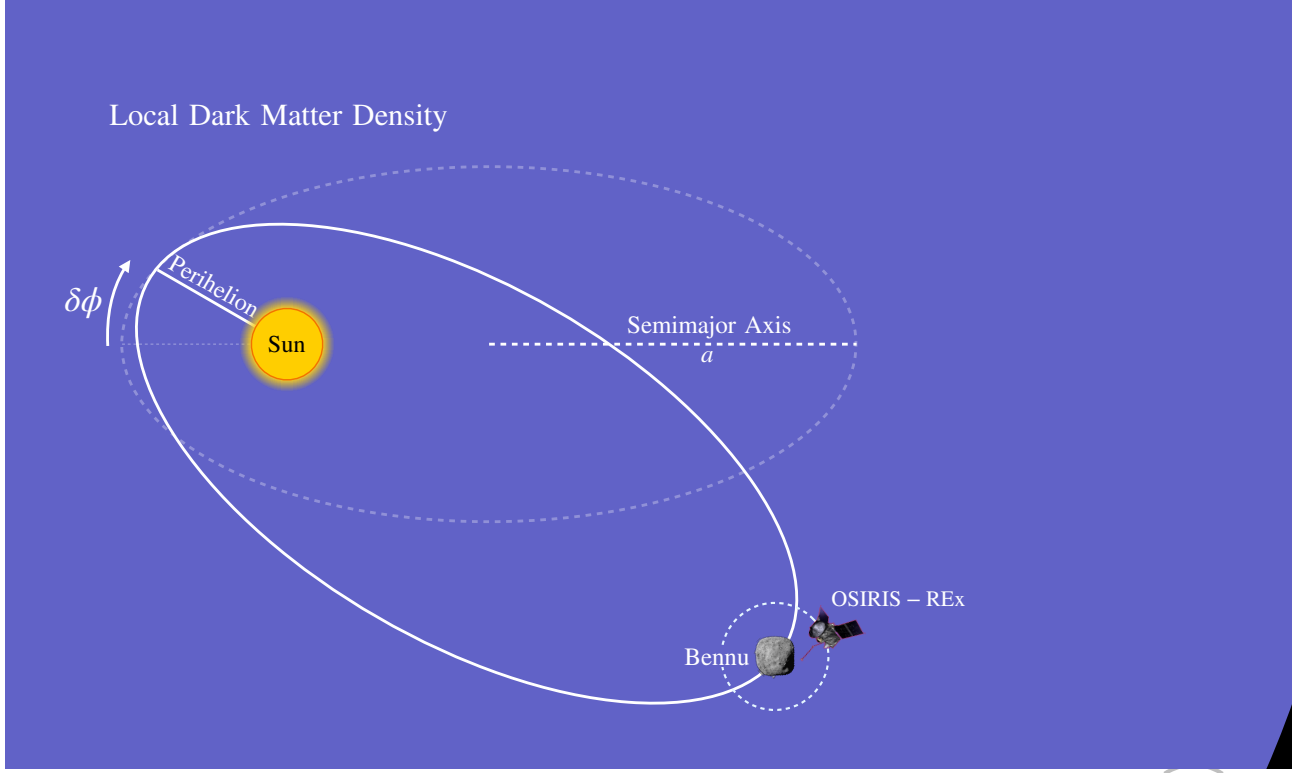 Local Dark Matter Density
Perihelion
δϕ
Semimajor Axis
Sun
a
OSIRIS – REx
Bennu